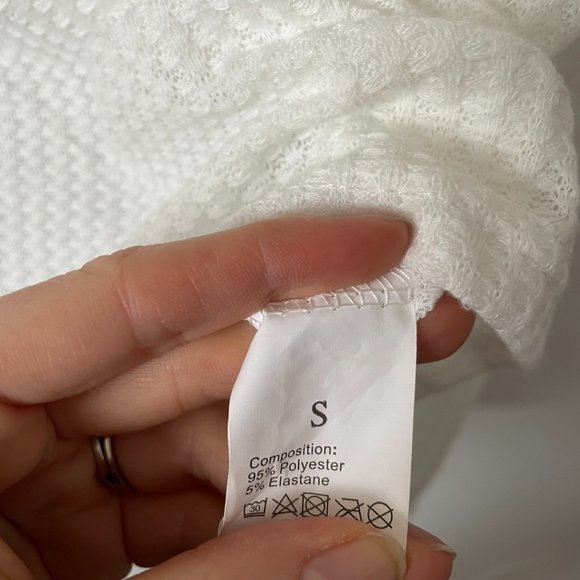 S
Composition:
95% Polyester
5% Elastane
30